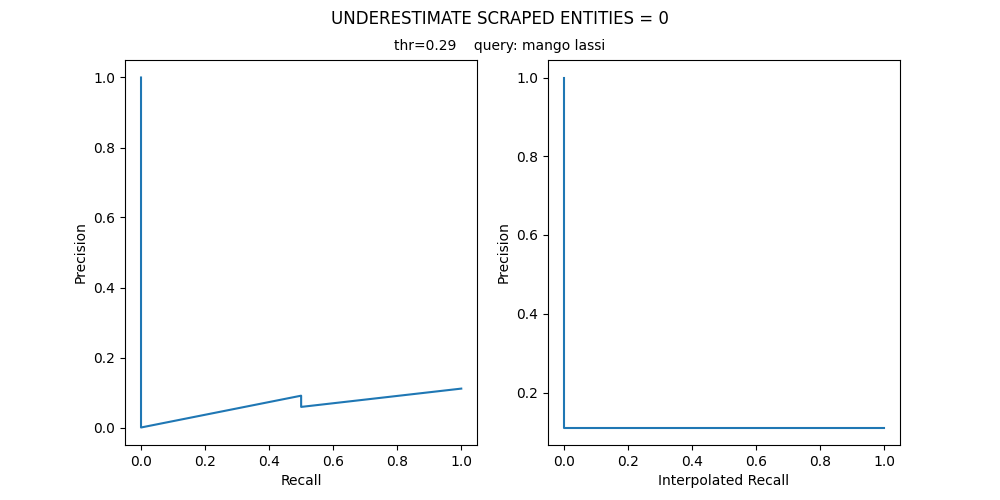 UNDERESTIMATE SCRAPED ENTITIES = 0
thr=0.29    query: mango lassi
1.0
0.8
0.6
0.4
0.2
0.0
Precision
0.0 0.2 0.4 0.6 0.8 1.0
Recall
1.0
0.8
0.6
0.4
0.2
Precision
0.0 0.2 0.4 0.6 0.8 1.0
Interpolated Recall